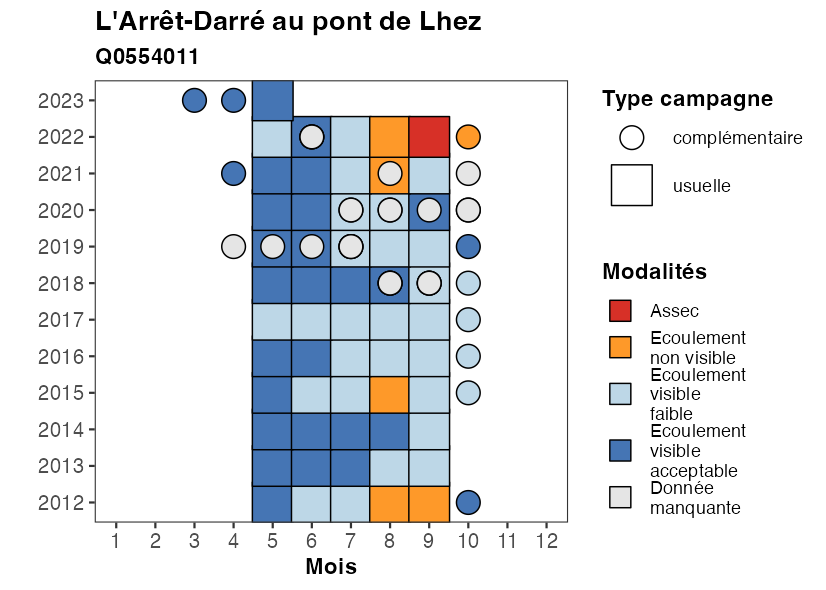 L'Arrêt-Darré au pont de Lhez
Q0554011
2023
2022
2021
2020
2019
2018
2017
2016
2015
2014
2013
2012
1 2 3 4 5 6 7 8 9 10 11 12
Mois
Type campagne
complémentaire
usuelle
Modalités
Assec
Ecoulement
non visible
Ecoulement
visible
faible
Ecoulement
visible
acceptable
Donnée
manquante